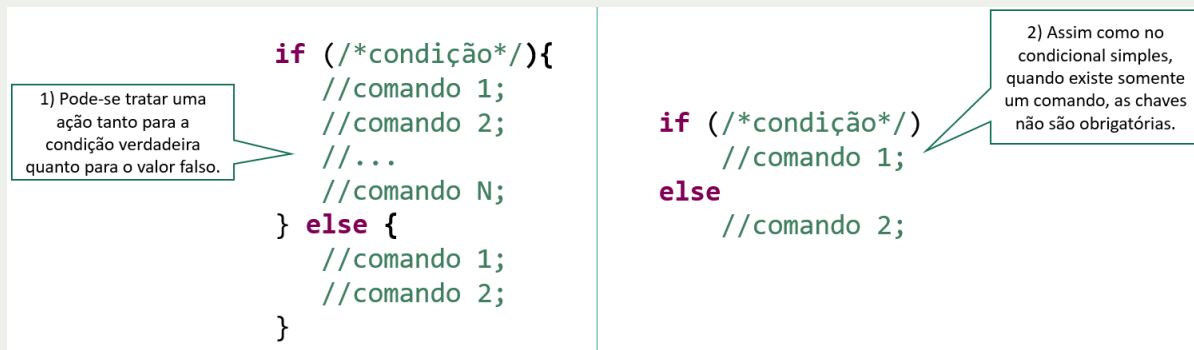 1) Pode-se tratar uma
ação tanto para a
condição verdadeira
quanto para o valor falso.
if (/*condição*/){
//comando 1;
//comando 2;
//...
//comando N;
} else {
//comando 1;
//comando 2;
}
2) Assim como no
condicional simples,
quando existe somente
um comando, as chaves
não são obrigatórias.
if (/*condição*/)
//comando 1;
else
//comando 2;